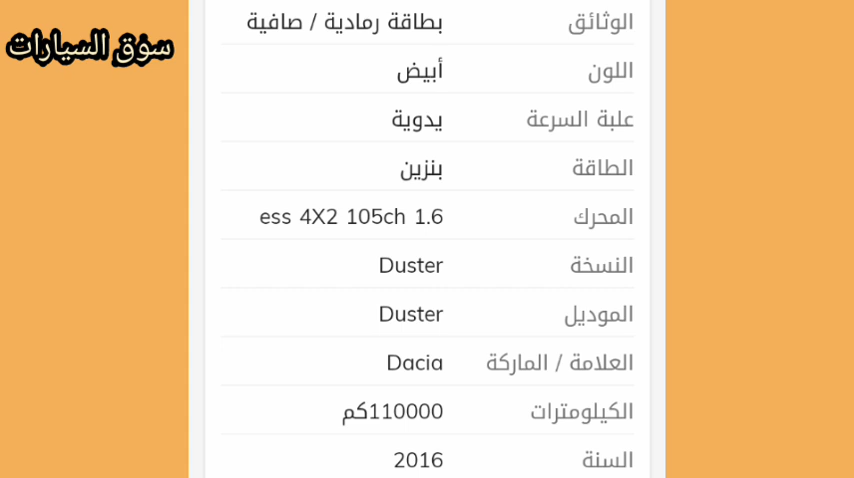 سوق السيارات
الوثائق بطاقة رمادية / صافية
اللون أبيض
علبة السرعة يدوية
الطاقة بنزين
المحرك 1.6 ess 4X2 105ch
النسخة Duster
الموديل Duster
العلامة / الماركة Dacia
الكيلومترات 110000كم
السنة 2016